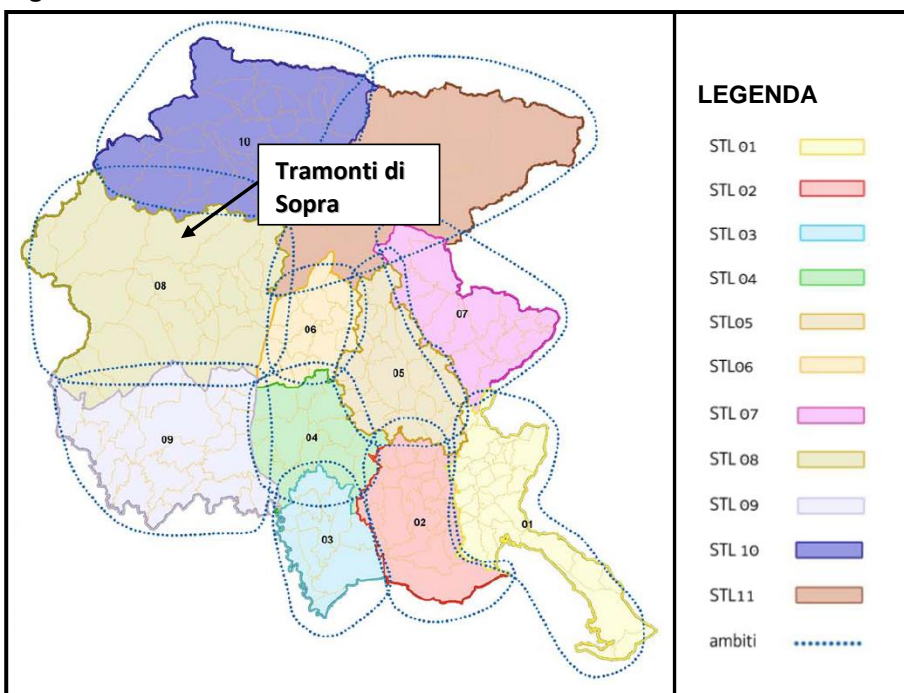 10
Tramonti di
Sopra
08
07
06
05
09
04
03
02
01
LEGENDA
STL 01
STL 02
STL 03
STL 04
STL05
STL06
STL 07
STL 08
STL 09
STL 10
STL11
ambiti